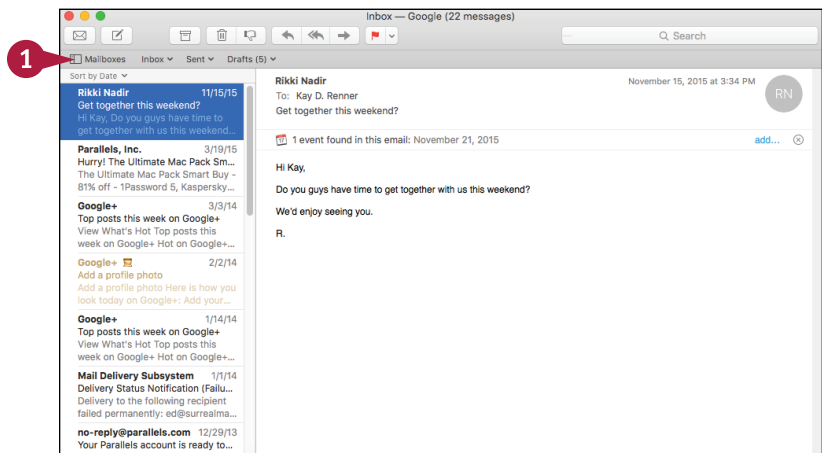 Inbox — Google (22 messages)
Search
1
Mailboxes Inbox Sent Drafts (5)
Sort by Date
Rikki Nadir 11/15/15
Get together this weekend?
Hi Kay, Do you guys have time to
get together with us this weekend...
Parallels, Inc. 3/19/15
Hurry! The Ultimate Mac Pack Sm...
The Ultimate Mac Pack Smart Buy -
81% off - 1Password 5, Kaspersky...
Google+ 3/3/14
Top posts this week on Google+
View What's Hot Top posts this
week on Google+ Hot on Google+...
Google+ 2/2/14
Add a profile photo
Add a profile photo Here is how you
look today on Google+: Add your...
Google+ 1/14/14
Top posts this week on Google+
View What's Hot Top posts this
week on Google+ Hot on Google+...
Mail Delivery Subsystem 1/1/14
Delivery Status Notification (Failu...
Delivery to the following recipient
failed permanently: ed@surrealma...
no-reply@parallels.com 12/29/13
Your Parallels account is ready to...
Rikki Nadir November 15, 2015 at 3:34 PM
RN
To: Kay D. Renner
Get together this weekend?
1 event found in this email: November 21, 2015 add...
Hi Kay,
Do you guys have time to get together with us this weekend?
We'd enjoy seeing you.
R.